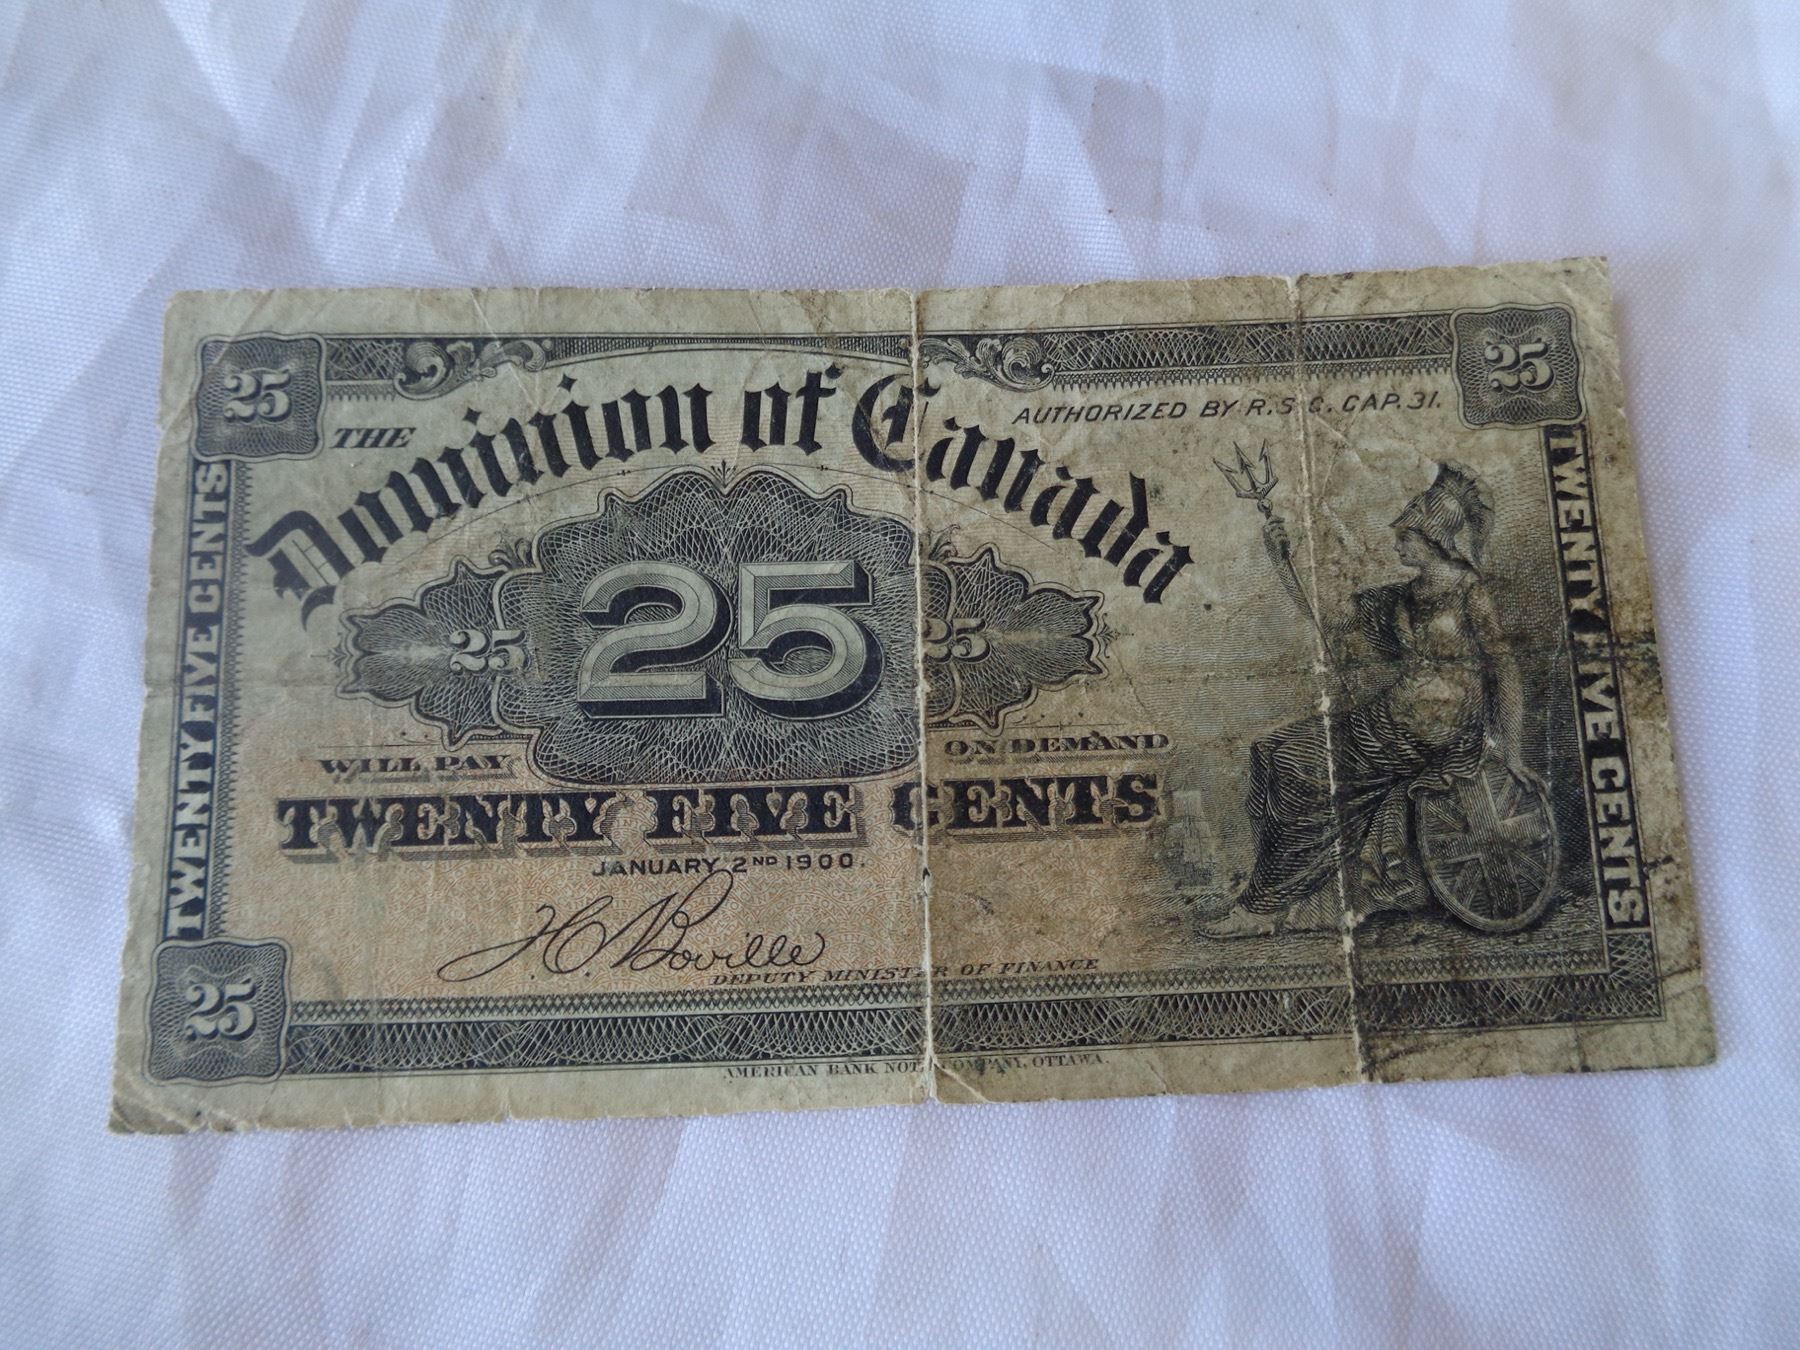 25
25
THE
Dominion of Canada
AUTHORIZED BY R.S.C. CAP. 31.
TWENTY FIVE CENTS
25
25
25
TWENTY FIVE CENTS
WILL PAY
ON DEMAND
TWENTY FIVE CENTS
JANUARY 2ND 1900.
H. Boville
DEPUTY MINISTER OF FINANCE
25
AMERICAN BANK NOTE COMPANY, OTTAWA.